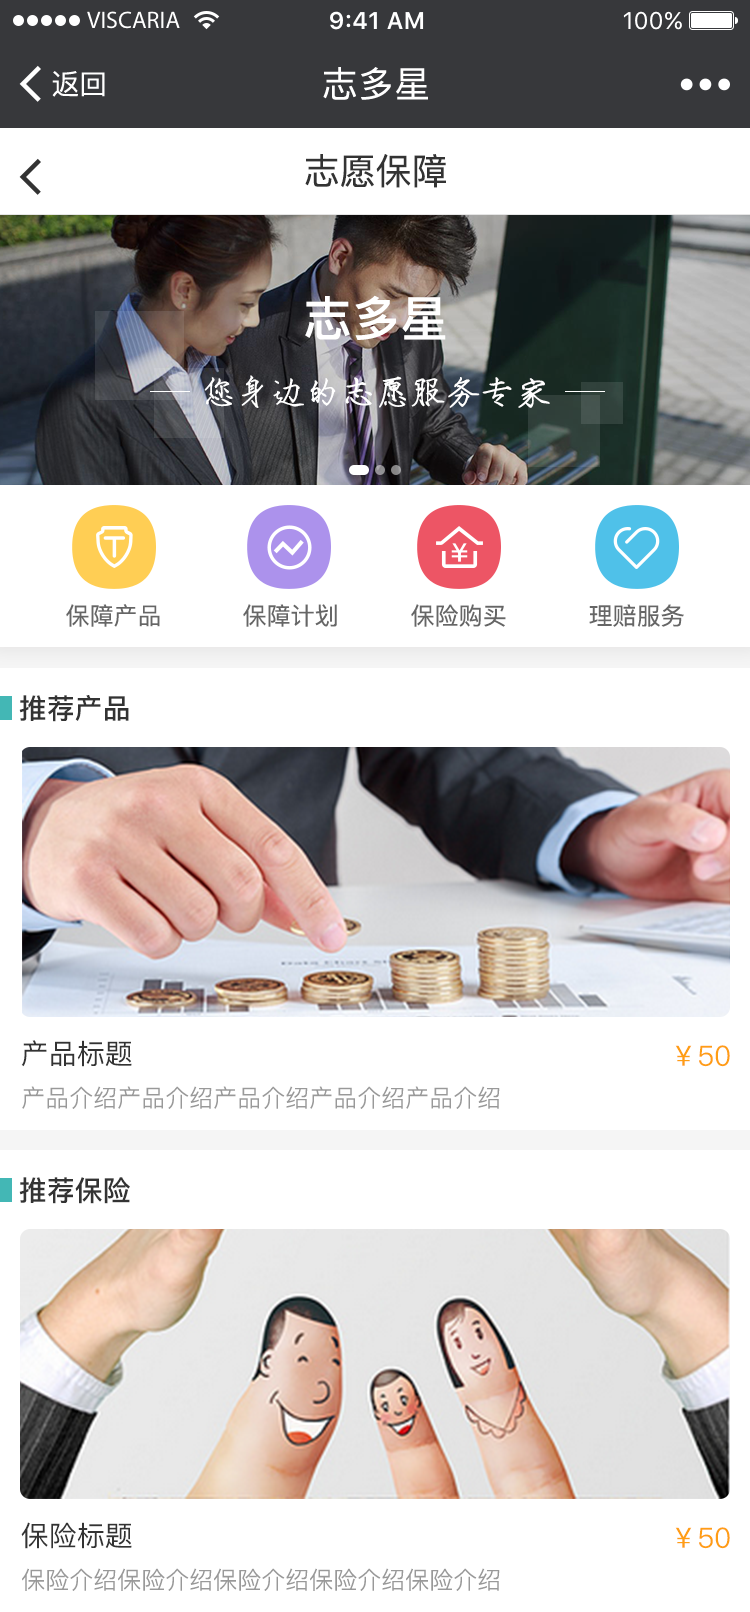 VISCARIA 9:41 AM 100%
返回 志多星
志愿保障
志多星
您身边的志愿服务专家
保障产品 保障计划 保险购买 理赔服务
推荐产品
产品标题 ¥ 50
产品介绍产品介绍产品介绍产品介绍产品介绍
推荐保险
保险标题 ¥ 50
保险介绍保险介绍保险介绍保险介绍保险介绍